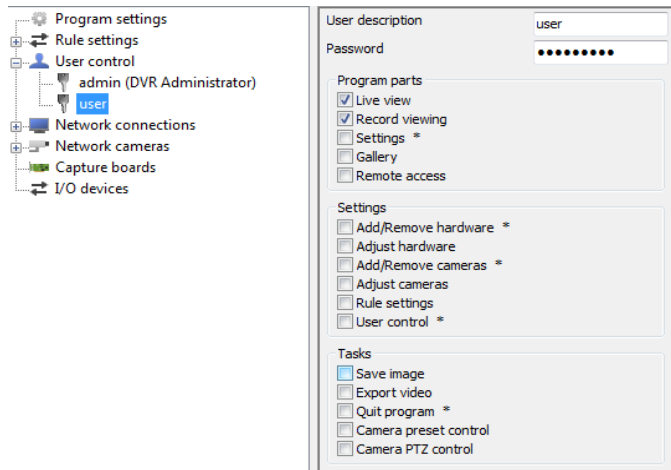 Program settings
Rule settings
User control
admin (DVR Administrator)
user
Network connections
Network cameras
Capture boards
I/O devices
User description user
Password •••••••••
Program parts
Live view
Record viewing
Settings *
Gallery
Remote access
Settings
Add/Remove hardware *
Adjust hardware
Add/Remove cameras *
Adjust cameras
Rule settings
User control *
Tasks
Save image
Export video
Quit program *
Camera preset control
Camera PTZ control